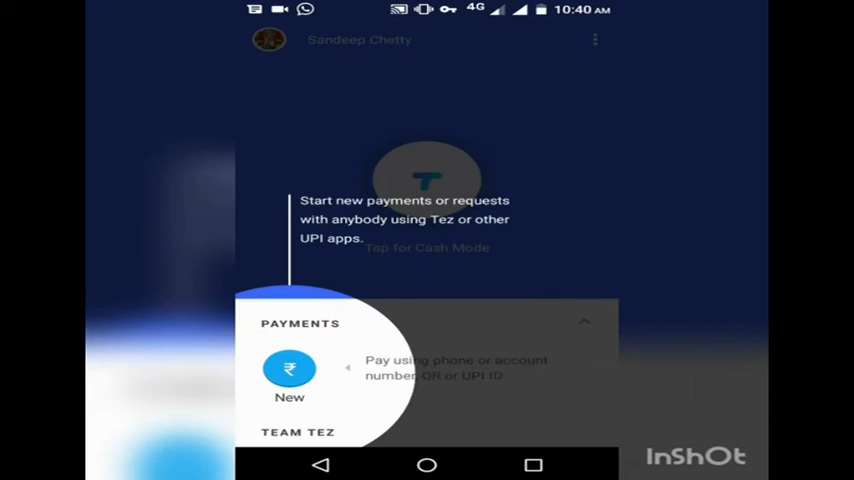 4G 10:40 AM
Sandeep Chetty
Start new payments or requests
with anybody using Tez or other
UPI apps.
Tap for Cash Mode
PAYMENTS
₹
Pay using phone or account
number, QR or UPI ID
New
TEAM TEZ
InShOt